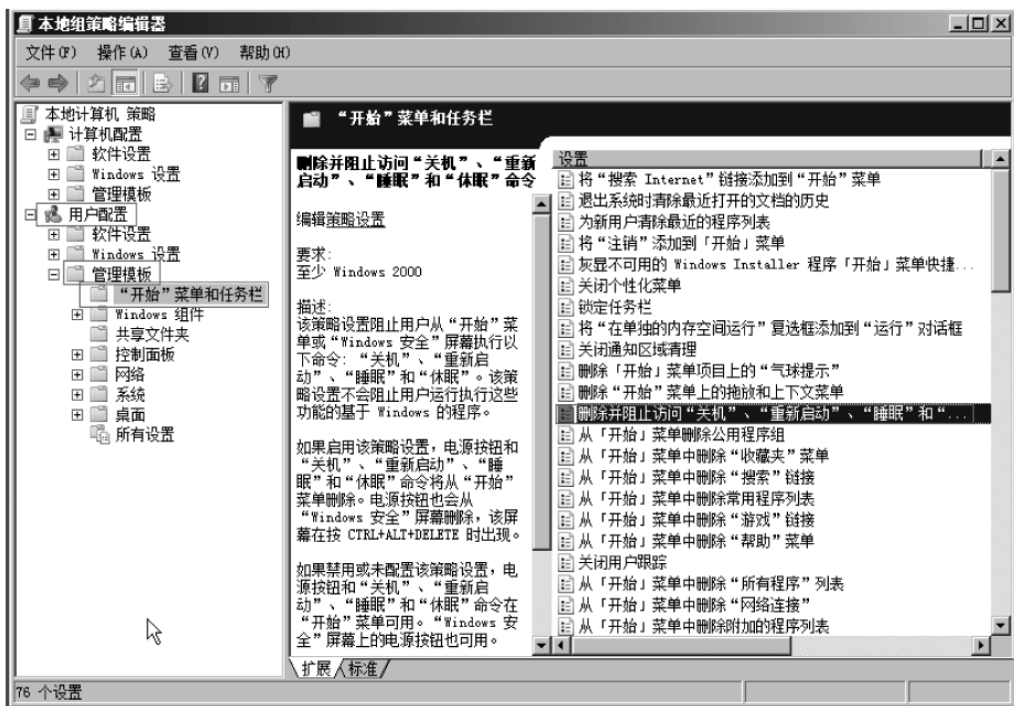 本地组策略编辑器
文件(F) 操作(A) 查看(V) 帮助(H)
本地计算机 策略
计算机配置
软件设置
Windows 设置
管理模板
用户配置
软件设置
Windows 设置
管理模板
“开始”菜单和任务栏
Windows 组件
共享文件夹
控制面板
网络
系统
桌面
所有设置
“开始”菜单和任务栏
删除并阻止访问“关机”、“重新
启动”、“睡眠”和“休眠”命令
编辑策略设置
要求:
至少 Windows 2000
描述:
该策略设置阻止用户从“开始”菜
单或“Windows 安全”屏幕执行以
下命令: “关机”、“重新启
动”、“睡眠”和“休眠”。该策
略设置不会阻止用户运行执行这些
功能的基于 Windows 的程序。
如果启用该策略设置，电源按钮和
“关机”、“重新启动”、“睡
眠”和“休眠”命令将从“开始”
菜单删除。电源按钮也会从
“Windows 安全”屏幕删除，该屏
幕在按 CTRL+ALT+DELETE 时出现。
如果禁用或未配置该策略设置，电
源按钮和“关机”、“重新启
动”、“睡眠”和“休眠”命令在
“开始”菜单可用。“Windows 安
全”屏幕上的电源按钮也可用。
设置
将“搜索 Internet”链接添加到“开始”菜单
退出系统时清除最近打开的文档的历史
为新用户清除最近的程序列表
将“注销”添加到「开始」菜单
灰显不可用的 Windows Installer 程序「开始」菜单快捷...
关闭个性化菜单
锁定任务栏
将“在单独的内存空间运行”复选框添加到“运行”对话框
关闭通知区域清理
删除「开始」菜单项目上的“气球提示”
删除“开始”菜单上的拖放和上下文菜单
删除并阻止访问“关机”、“重新启动”、“睡眠”和“...
从「开始」菜单删除公用程序组
从「开始」菜单中删除“收藏夹”菜单
从「开始」菜单中删除“搜索”链接
从「开始」菜单中删除常用程序列表
从「开始」菜单中删除“游戏”链接
从「开始」菜单中删除“帮助”菜单
关闭用户跟踪
从「开始」菜单中删除“所有程序”列表
从「开始」菜单中删除“网络连接”
从「开始」菜单中删除附加的程序列表
扩展 标准
76 个设置